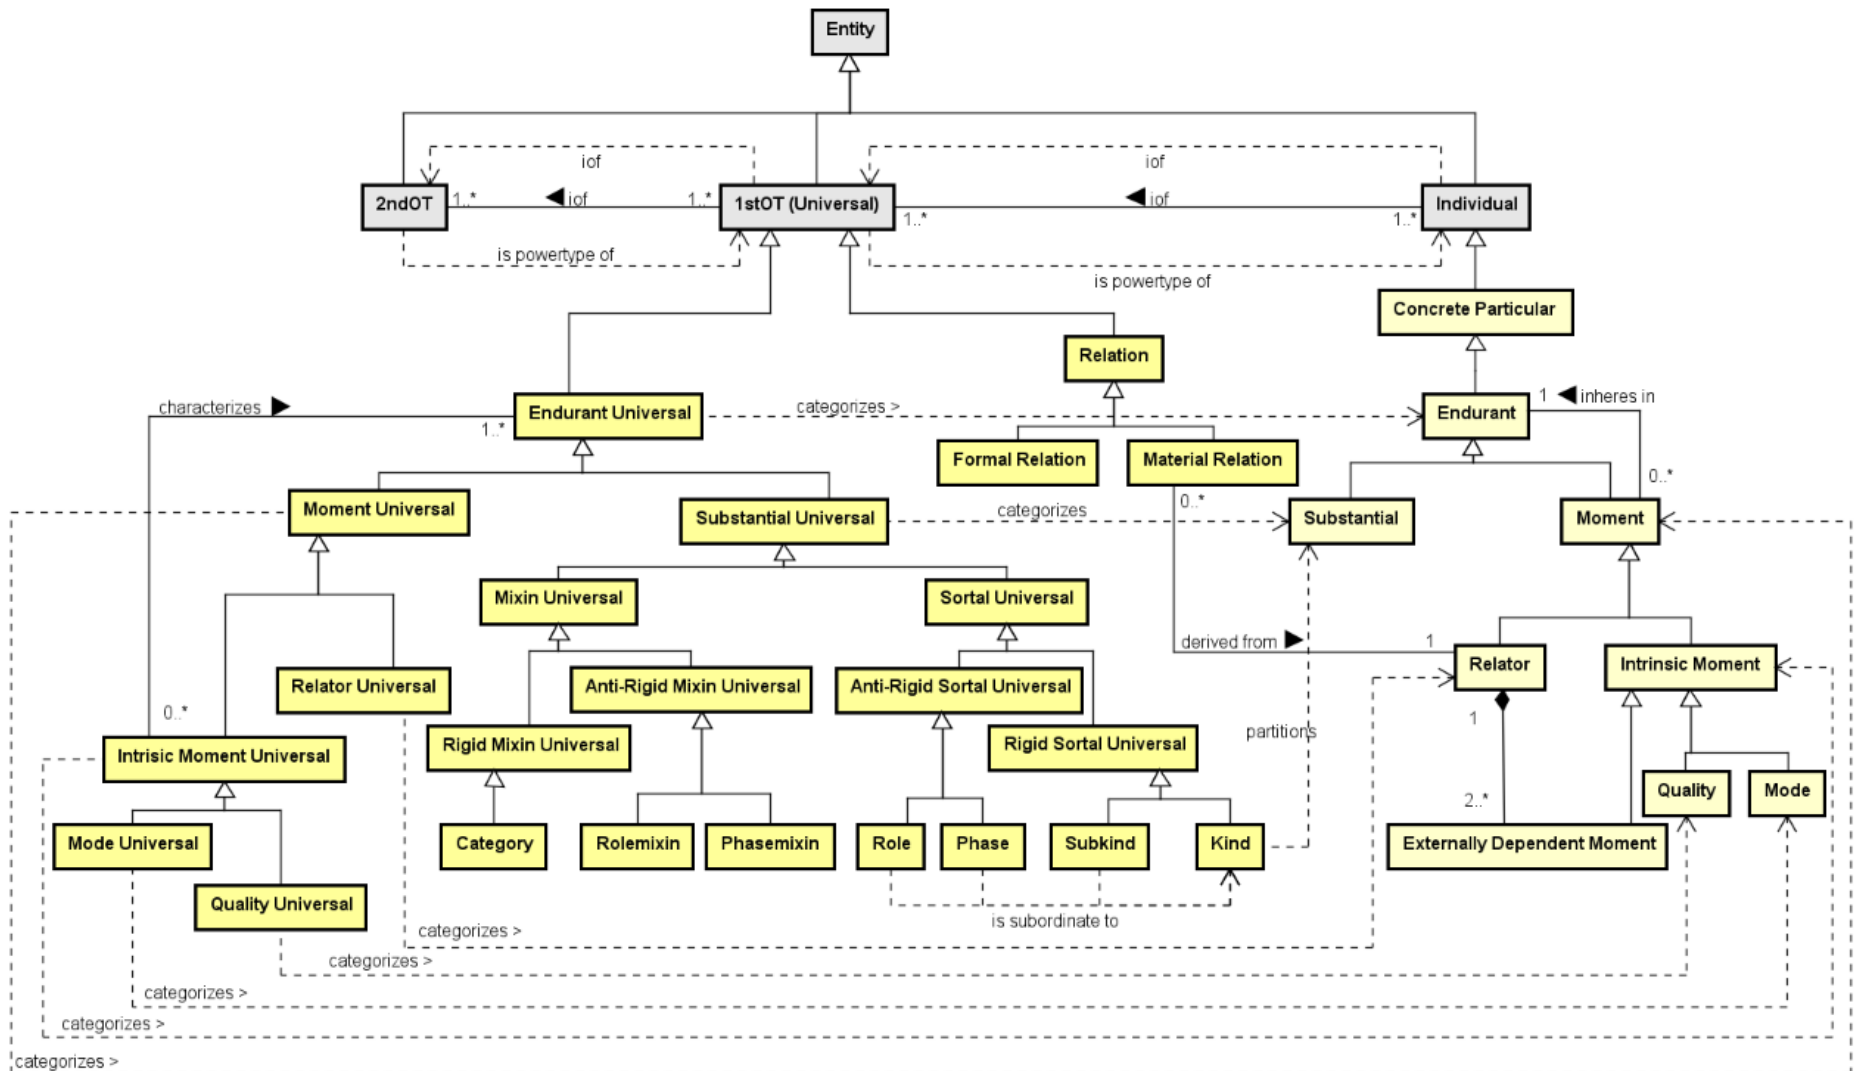 Entity
iof
iof
2ndOT
1..*
iof
1..*
1stOT (Universal)
1..*
iof
1..*
Individual
is powertype of
is powertype of
Concrete Particular
Relation
characterizes
1..*
Endurant Universal
categorizes >
Endurant
1
inheres in
Formal Relation
Material Relation
0..*
0..*
Moment Universal
Substantial Universal
categorizes
Substantial
Moment
Mixin Universal
Sortal Universal
derived from
1
Relator
Intrinsic Moment
Relator Universal
Anti-Rigid Mixin Universal
Anti-Rigid Sortal Universal
0..*
1
Rigid Mixin Universal
Rigid Sortal Universal
partitions
Intrisic Moment Universal
Quality
Mode
2..*
Mode Universal
Category
Rolemixin
Phasemixin
Role
Phase
Subkind
Kind
Externally Dependent Moment
Quality Universal
is subordinate to
categorizes >
categorizes >
categorizes >
categorizes >
categorizes >